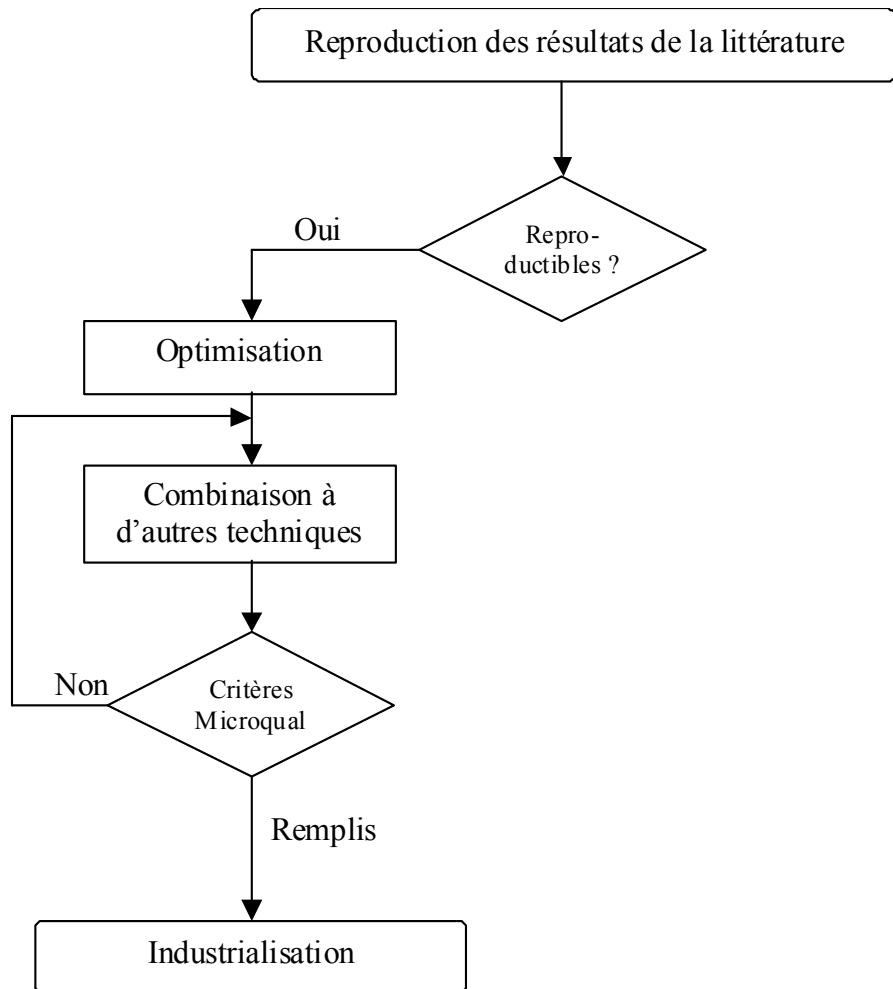 Reproduction des résultats de la littérature
Repro-
ductibles ?
Oui
Optimisation
Combinaison à
d’autres techniques
Non
Critères
Microqual
Remplis
Industrialisation